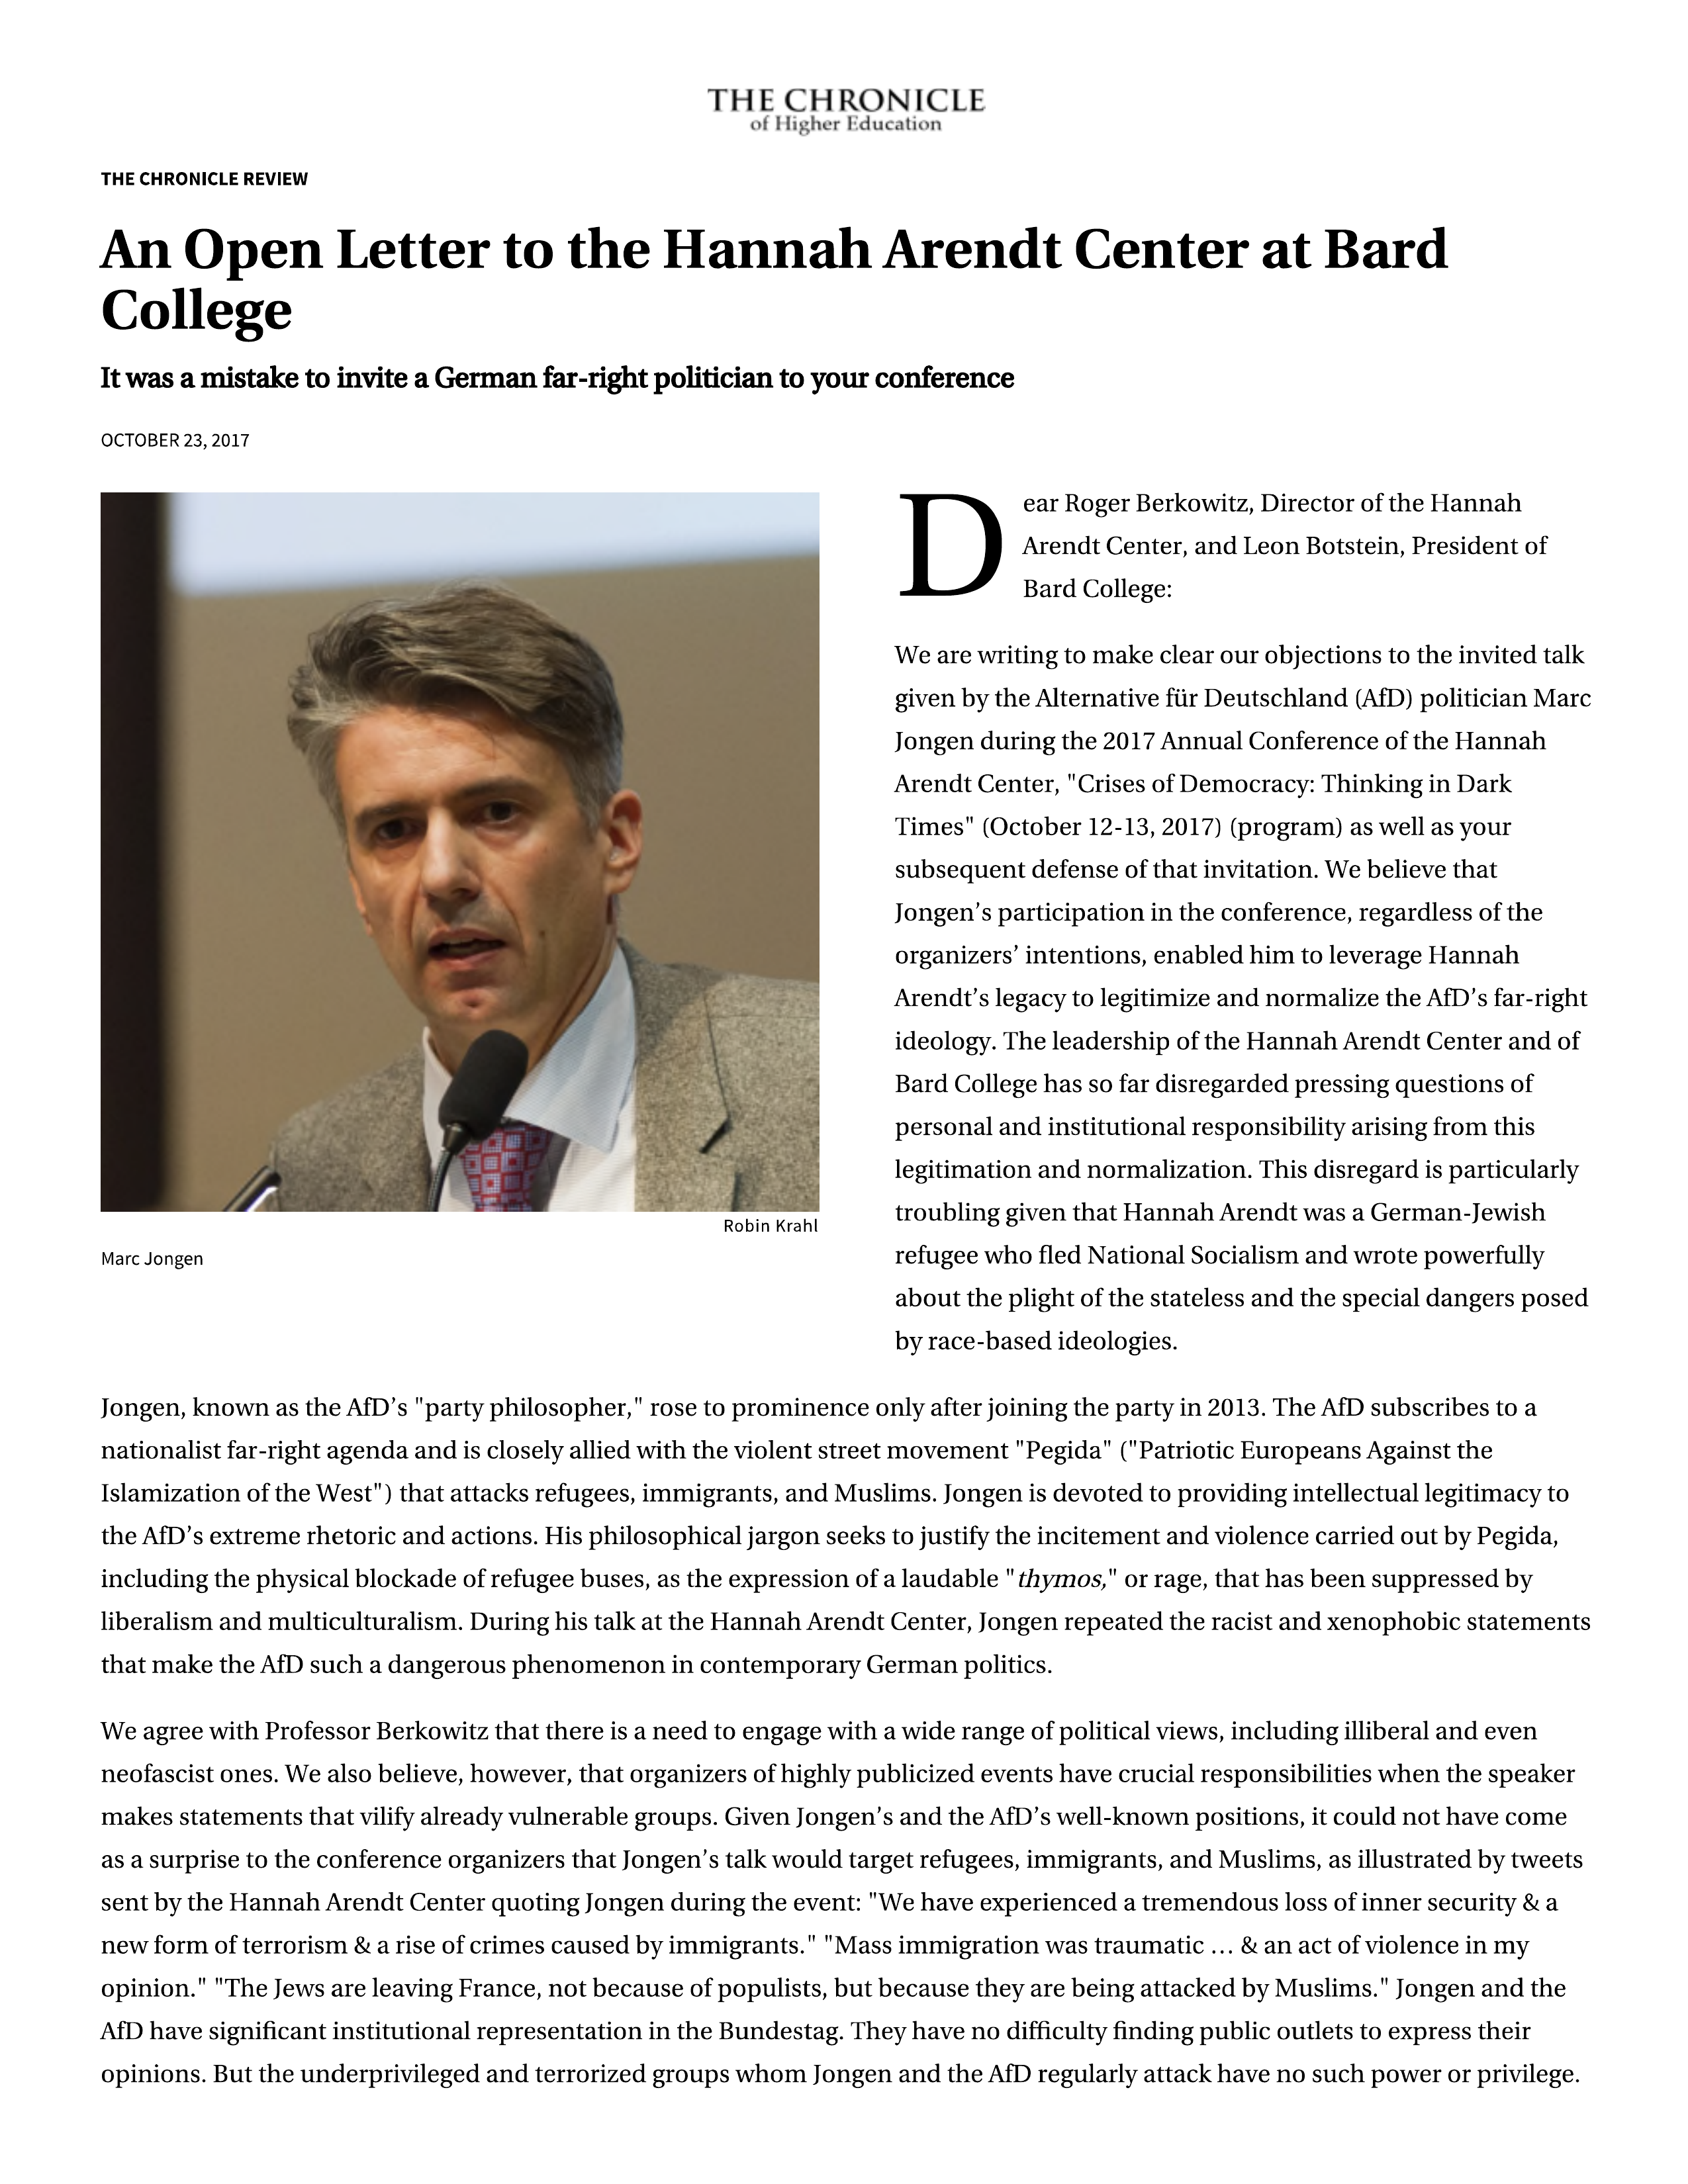 THE CHRONICLE
of Higher Education
THE CHRONICLE REVIEW
An Open Letter to the Hannah Arendt Center at Bard
College
It was a mistake to invite a German far-right politician to your conference
OCTOBER 23, 2017
Robin Krahl
Marc Jongen
Dear Roger Berkowitz, Director of the Hannah
Arendt Center, and Leon Botstein, President of
Bard College:
We are writing to make clear our objections to the invited talk
given by the Alternative für Deutschland (AfD) politician Marc
Jongen during the 2017 Annual Conference of the Hannah
Arendt Center, "Crises of Democracy: Thinking in Dark
Times" (October 12-13, 2017) (program) as well as your
subsequent defense of that invitation. We believe that
Jongen’s participation in the conference, regardless of the
organizers’ intentions, enabled him to leverage Hannah
Arendt’s legacy to legitimize and normalize the AfD’s far-right
ideology. The leadership of the Hannah Arendt Center and of
Bard College has so far disregarded pressing questions of
personal and institutional responsibility arising from this
legitimation and normalization. This disregard is particularly
troubling given that Hannah Arendt was a German-Jewish
refugee who fled National Socialism and wrote powerfully
about the plight of the stateless and the special dangers posed
by race-based ideologies.
Jongen, known as the AfD’s "party philosopher," rose to prominence only after joining the party in 2013. The AfD subscribes to a
nationalist far-right agenda and is closely allied with the violent street movement "Pegida" ("Patriotic Europeans Against the
Islamization of the West") that attacks refugees, immigrants, and Muslims. Jongen is devoted to providing intellectual legitimacy to
the AfD’s extreme rhetoric and actions. His philosophical jargon seeks to justify the incitement and violence carried out by Pegida,
including the physical blockade of refugee buses, as the expression of a laudable "thymos," or rage, that has been suppressed by
liberalism and multiculturalism. During his talk at the Hannah Arendt Center, Jongen repeated the racist and xenophobic statements
that make the AfD such a dangerous phenomenon in contemporary German politics.
We agree with Professor Berkowitz that there is a need to engage with a wide range of political views, including illiberal and even
neofascist ones. We also believe, however, that organizers of highly publicized events have crucial responsibilities when the speaker
makes statements that vilify already vulnerable groups. Given Jongen’s and the AfD’s well-known positions, it could not have come
as a surprise to the conference organizers that Jongen’s talk would target refugees, immigrants, and Muslims, as illustrated by tweets
sent by the Hannah Arendt Center quoting Jongen during the event: "We have experienced a tremendous loss of inner security & a
new form of terrorism & a rise of crimes caused by immigrants." "Mass immigration was traumatic … & an act of violence in my
opinion." "The Jews are leaving France, not because of populists, but because they are being attacked by Muslims." Jongen and the
AfD have significant institutional representation in the Bundestag. They have no difficulty finding public outlets to express their
opinions. But the underprivileged and terrorized groups whom Jongen and the AfD regularly attack have no such power or privilege.